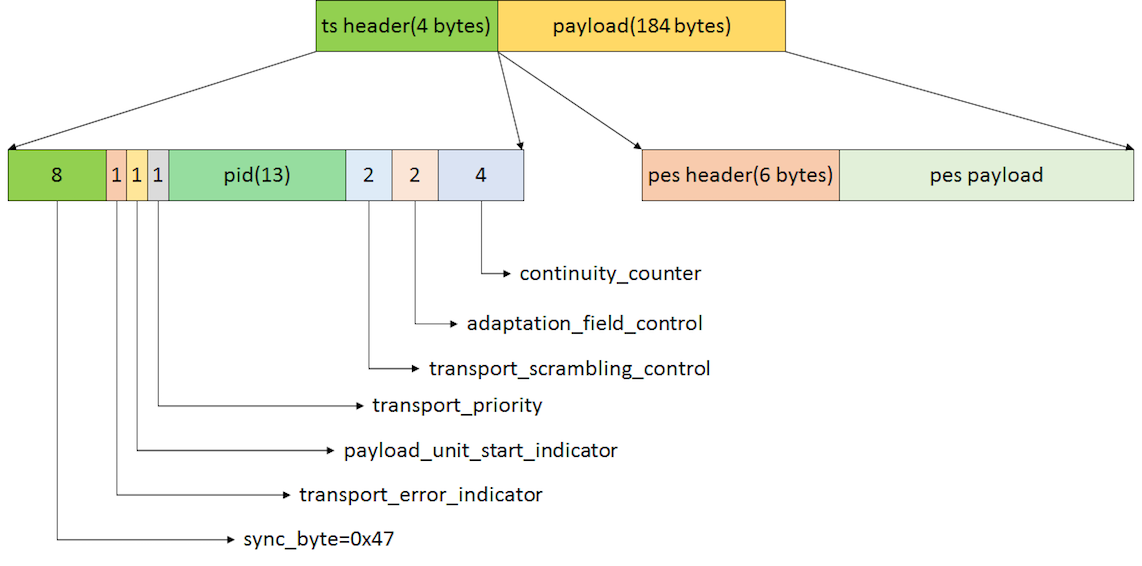 ts header(4 bytes) payload(184 bytes)
8 1 1 1 pid(13) 2 2 4 pes header(6 bytes) pes payload
continuity_counter
adaptation_field_control
transport_scrambling_control
transport_priority
payload_unit_start_indicator
transport_error_indicator
sync_byte=0x47